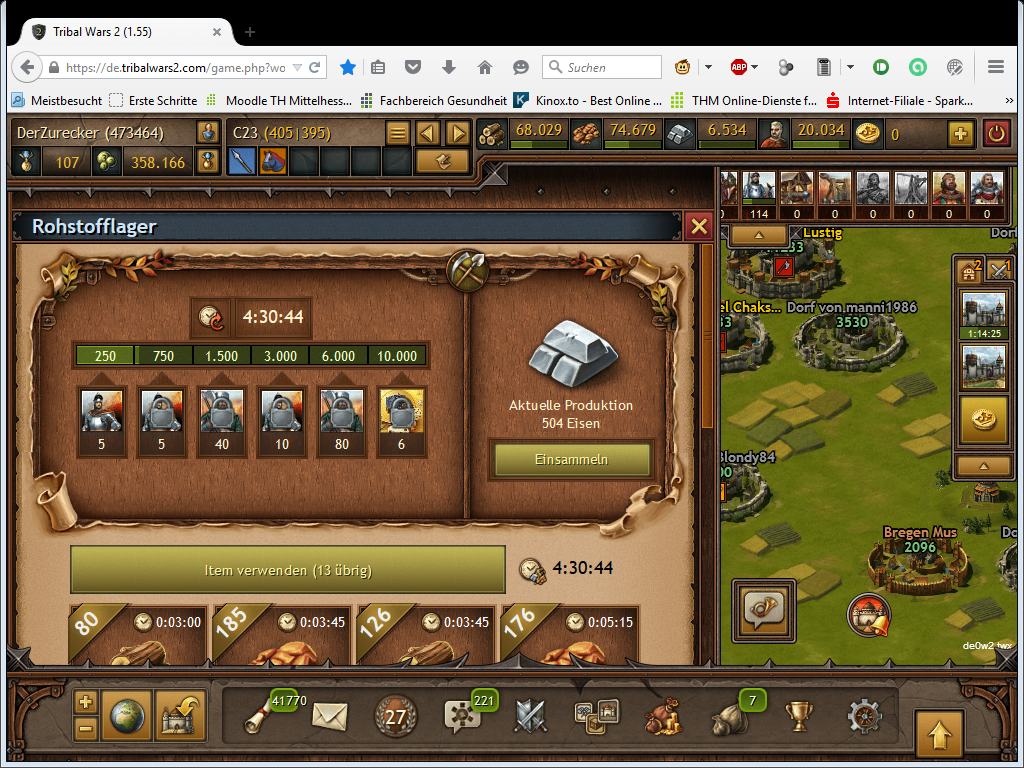 Tribal Wars 2 (1.55)
https://de.tribalwars2.com/game.php?wo
Suchen
ABP
Meistbesucht
Erste Schritte
Moodle TH Mittelhess...
Fachbereich Gesundheit
Kinox.to - Best Online ...
THM Online-Dienste f...
Internet-Filiale - Spark...
DerZurecker (473464)
C23 (405|395)
68.029
74.679
6.534
20.034
0
107
358.166
Rohstofflager
114
0
0
0
0
0
0
Lustig
Dorf von manni1986
3530
4:30:44
250
750
1.500
3.000
6.000
10.000
5
5
40
10
80
6
Aktuelle Produktion
504 Eisen
Einsammeln
2
1
1:14:25
Blondy84
Item verwenden (13 übrig)
4:30:44
Bregen Mus
2096
80
0:03:00
185
0:03:45
126
0:03:45
176
0:05:15
de0w2 twx
41770
27
221
7